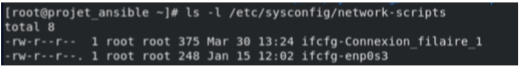 [root@projet_ansible ~]# ls -l /etc/sysconfig/network-scripts
total 8
-rw-r--r--  1 root root 375 Mar 30 13:24 ifcfg-Connexion_filaire_1
-rw-r--r--. 1 root root 248 Jan 15 12:02 ifcfg-enp0s3